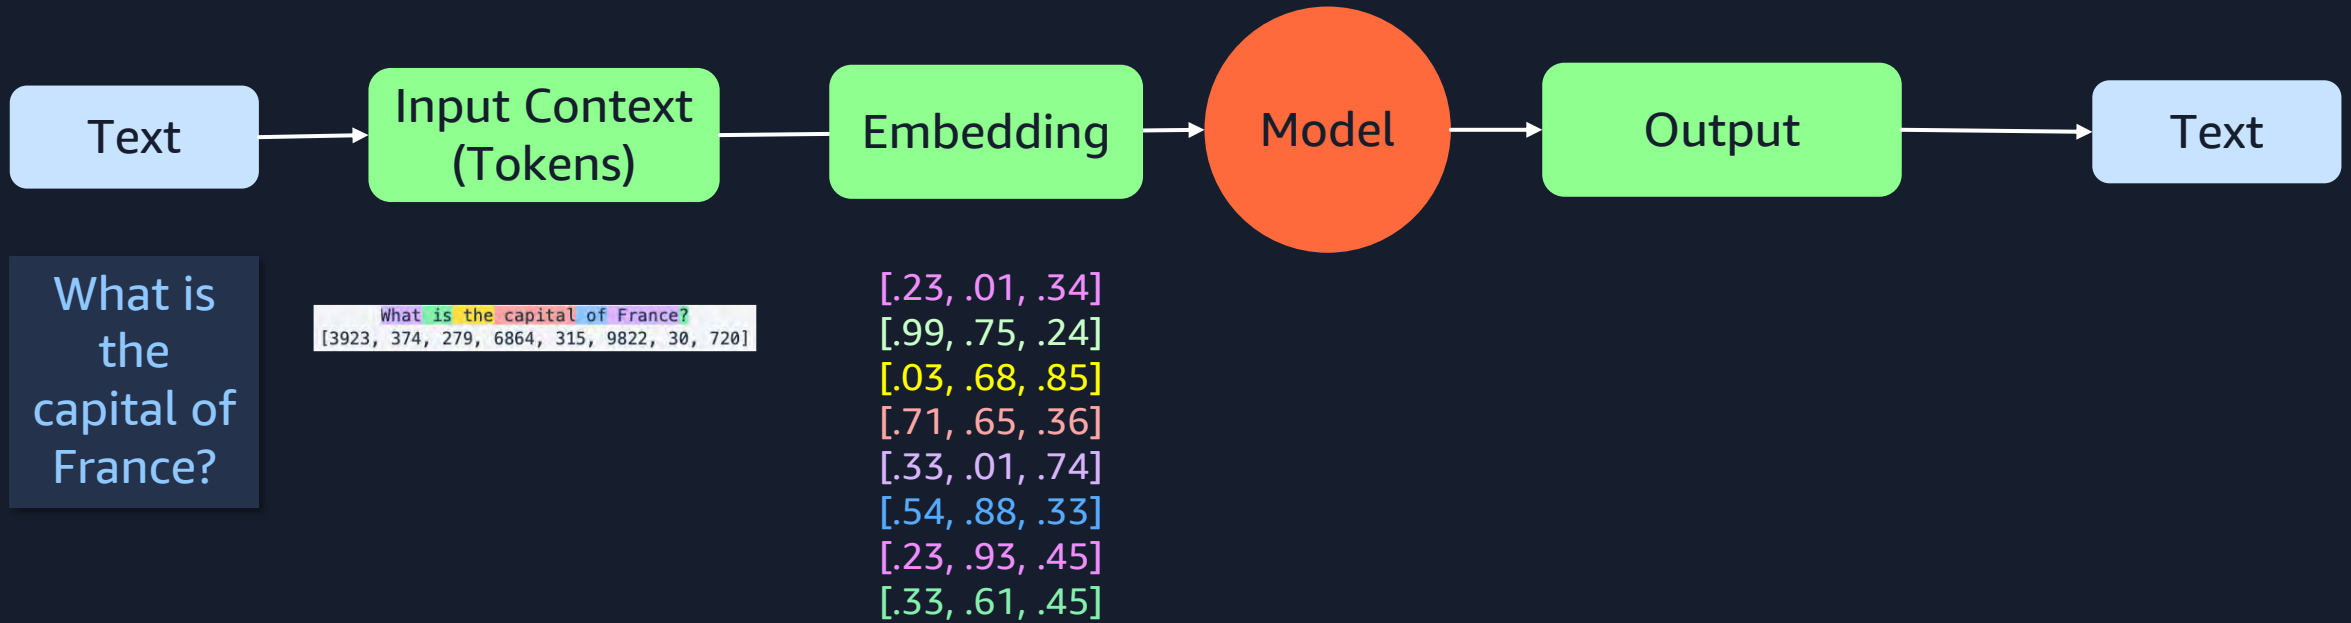 Text
Input Context
(Tokens)
Embedding
Model
Output
Text
What is
the
capital of
France?
What is the capital of France?
[3923, 374, 279, 6864, 315, 9822, 30, 720]
[.23, .01, .34]
[.99, .75, .24]
[.03, .68, .85]
[.71, .65, .36]
[.33, .01, .74]
[.54, .88, .33]
[.23, .93, .45]
[.33, .61, .45]